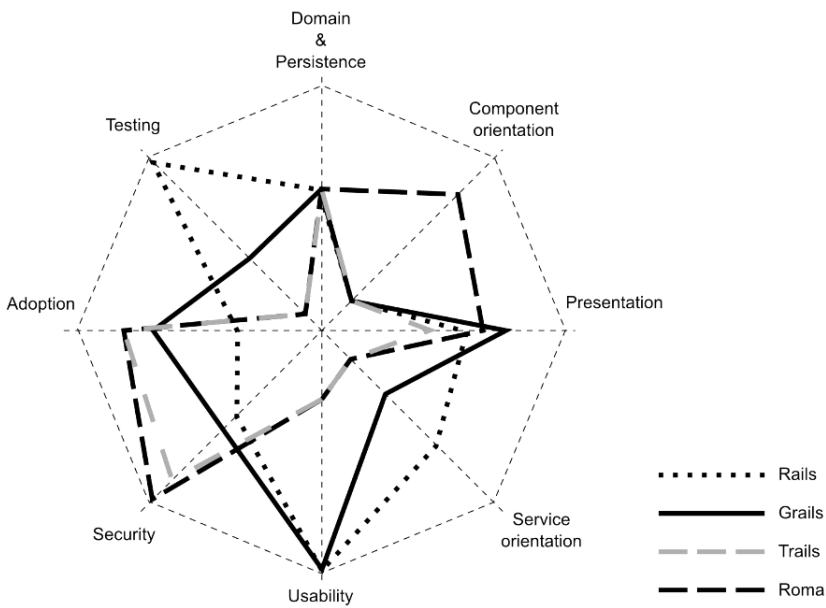 Domain
&
Persistence
Component
orientation
Testing
Adoption
Presentation
Security
Service
orientation
Usability
Rails
Grails
Trails
Roma